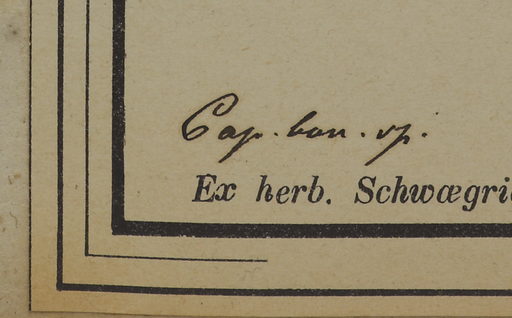 Cap. bon. sp.
Ex herb. Schwægri